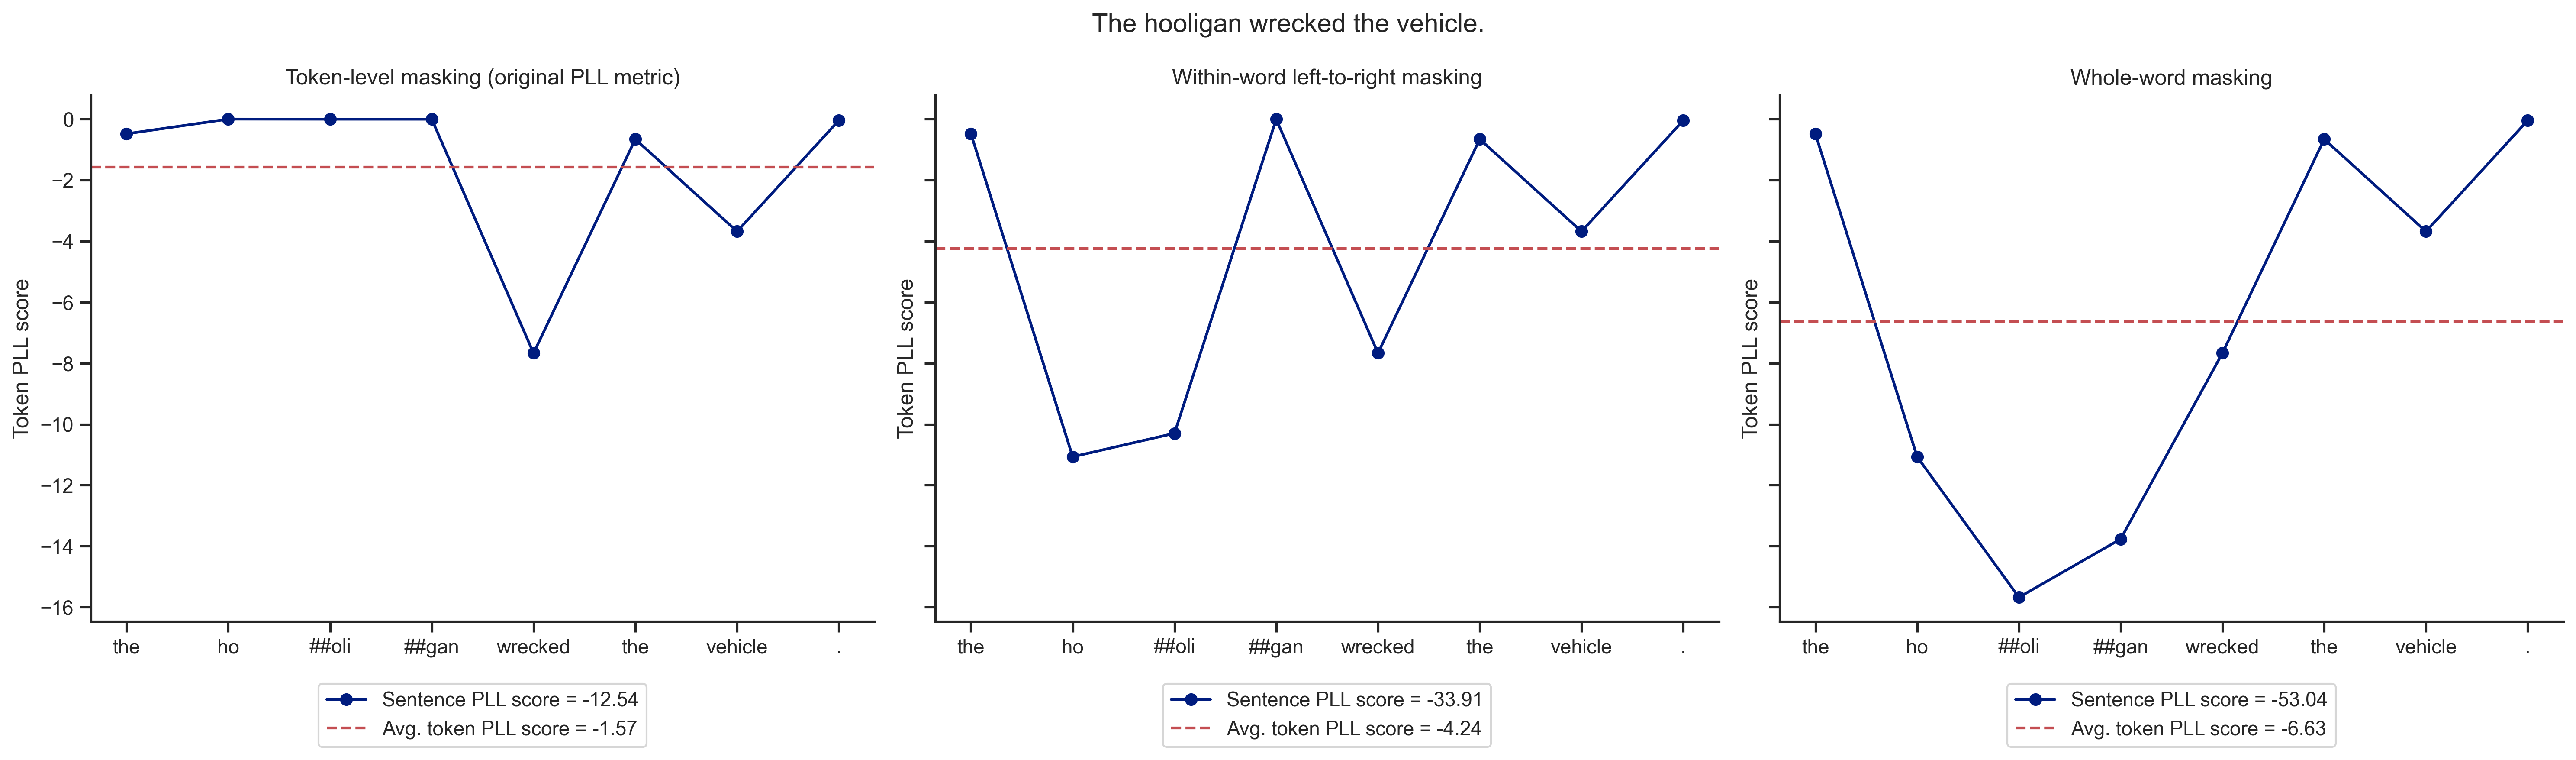 The hooligan wrecked the vehicle.
Token-level masking (original PLL metric)
Token PLL score
0
−2
−4
−6
−8
−10
−12
−14
−16
the ho ##oli ##gan wrecked the vehicle .
Sentence PLL score = -12.54
Avg. token PLL score = -1.57
Within-word left-to-right masking
Token PLL score
the ho ##oli ##gan wrecked the vehicle .
Sentence PLL score = -33.91
Avg. token PLL score = -4.24
Whole-word masking
Token PLL score
the ho ##oli ##gan wrecked the vehicle .
Sentence PLL score = -53.04
Avg. token PLL score = -6.63